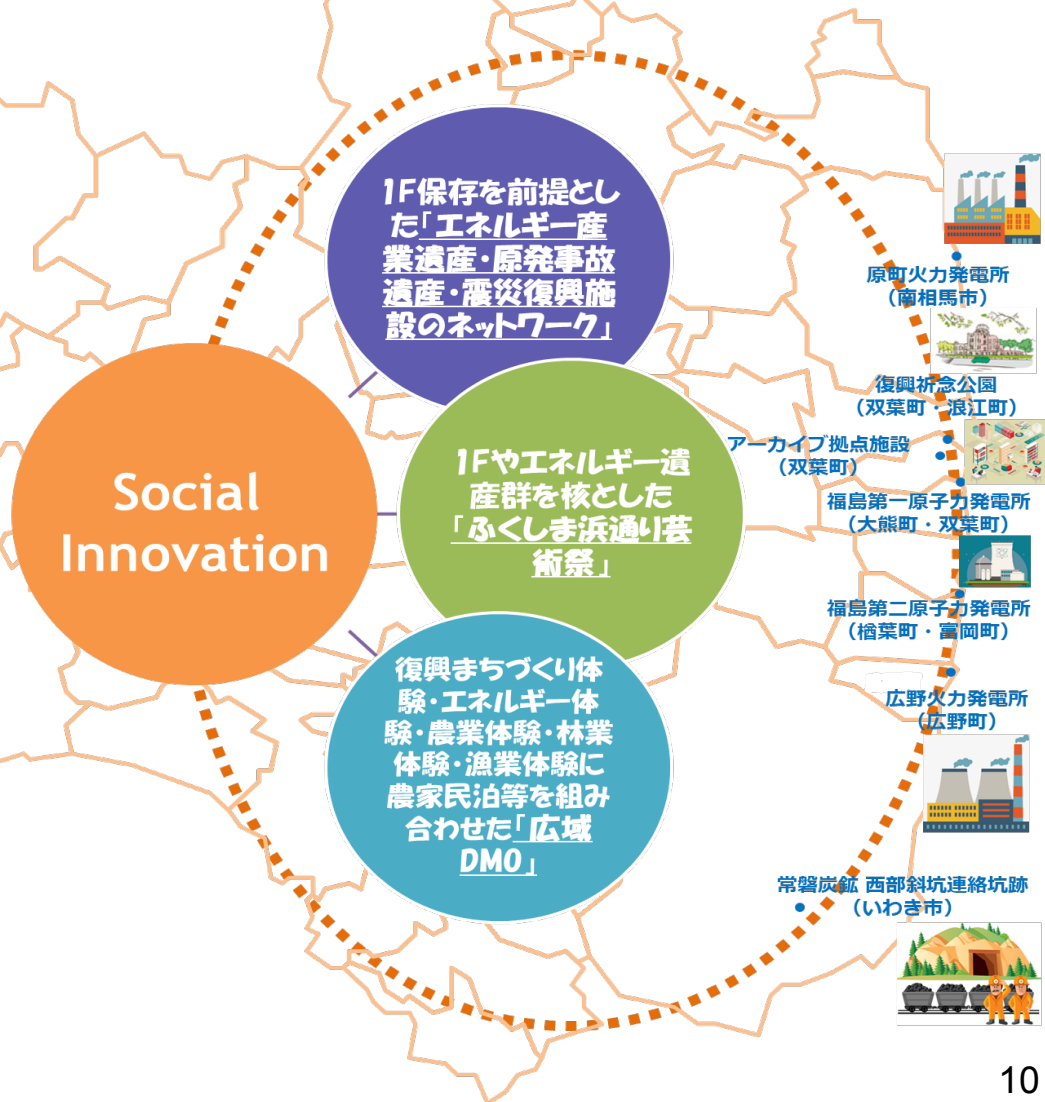 1F保存を前提とし
た「エネルギー産
業遺産・原発事故
遺産・震災復興施
設のネットワーク」
Social
Innovation
1Fやエネルギー遺
産群を核とした
「ふくしま浜通り芸
術祭」
復興まちづくり体
験・エネルギー体
験・農業体験・林業
体験・漁業体験に
農家民泊等を組み
合わせた「広域
DMO」
原町火力発電所
（南相馬市）
復興祈念公園
（双葉町・浪江町）
アーカイブ拠点施設
（双葉町）
福島第一原子力発電所
（大熊町・双葉町）
福島第二原子力発電所
（楢葉町・富岡町）
広野火力発電所
（広野町）
常磐炭鉱 西部斜坑連絡坑跡
（いわき市）
10